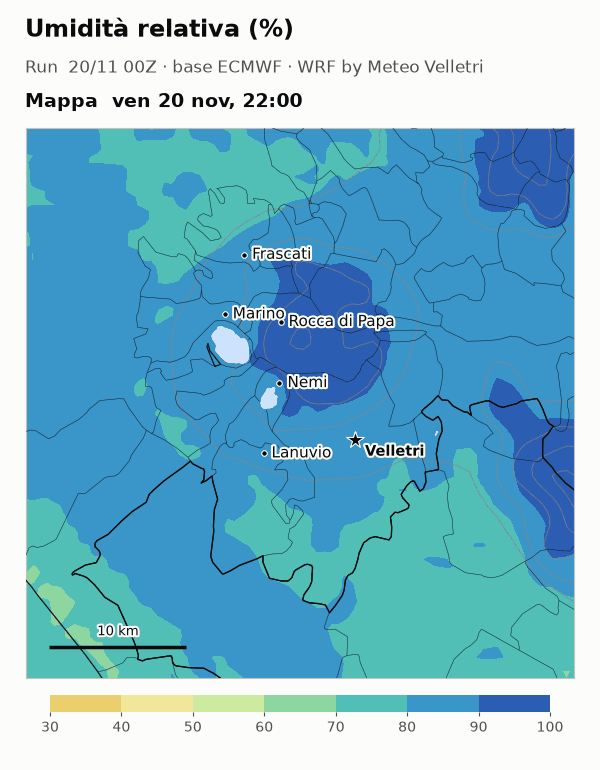 Umidità relativa (%)
Run  20/11 00Z · base ECMWF · WRF by Meteo Velletri
Mappa  ven 20 nov, 22:00
Frascati
Marino
Rocca di Papa
Nemi
Velletri
Lanuvio
10 km
30 40 50 60 70 80 90 100